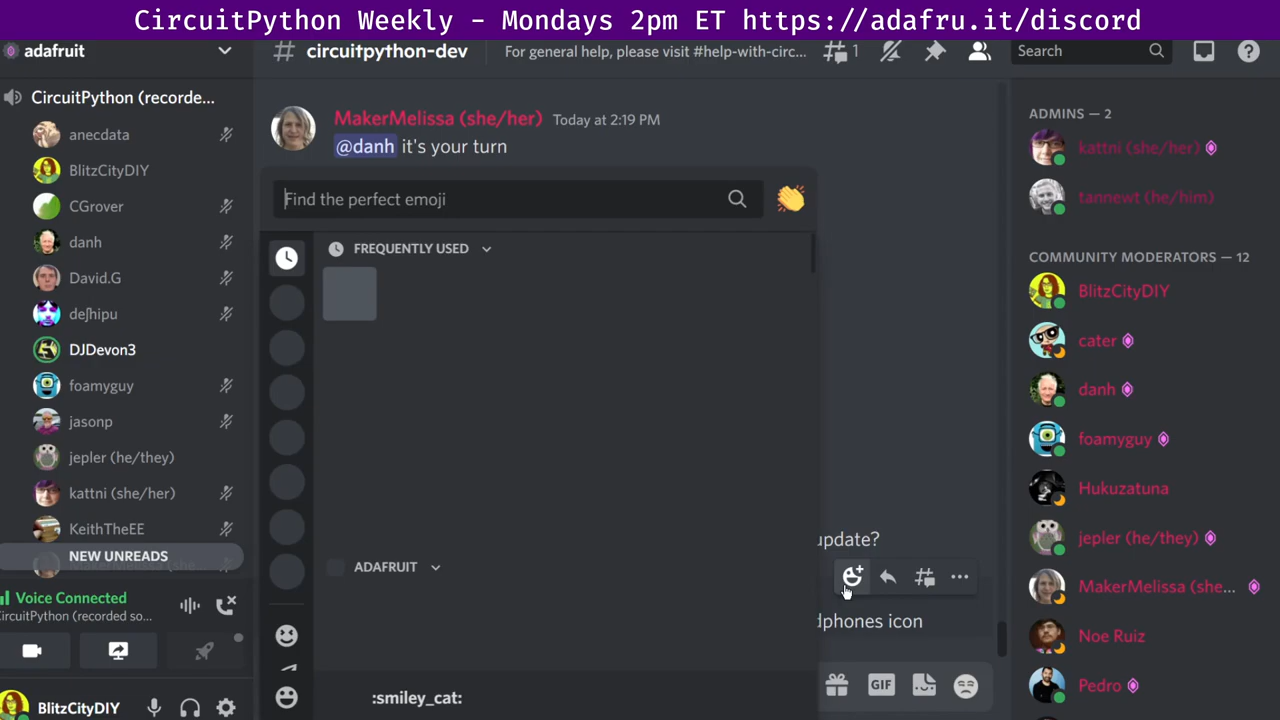 CircuitPython Weekly - Mondays 2pm ET https://adafru.it/discord
adafruit
CircuitPython (recorde...
anecdata
BlitzCityDIY
CGrover
danh
David.G
deʃhipu
DJDevon3
foamyguy
jasonp
jepler (he/they)
kattni (she/her)
KeithTheEE
NEW UNREADS
Voice Connected
CircuitPython (recorded so...
BlitzCityDIY
# circuitpython-dev
For general help, please visit #help-with-circ...
1
Search
MakerMelissa (she/her) Today at 2:19 PM
@danh it's your turn
Find the perfect emoji
FREQUENTLY USED
ADAFRUIT
:smiley_cat:
update?
dphones icon
GIF
ADMINS — 2
kattni (she/her)
tannewt (he/him)
COMMUNITY MODERATORS — 12
BlitzCityDIY
cater
danh
foamyguy
Hukuzatuna
jepler (he/they)
MakerMelissa (she...
Noe Ruiz
Pedro